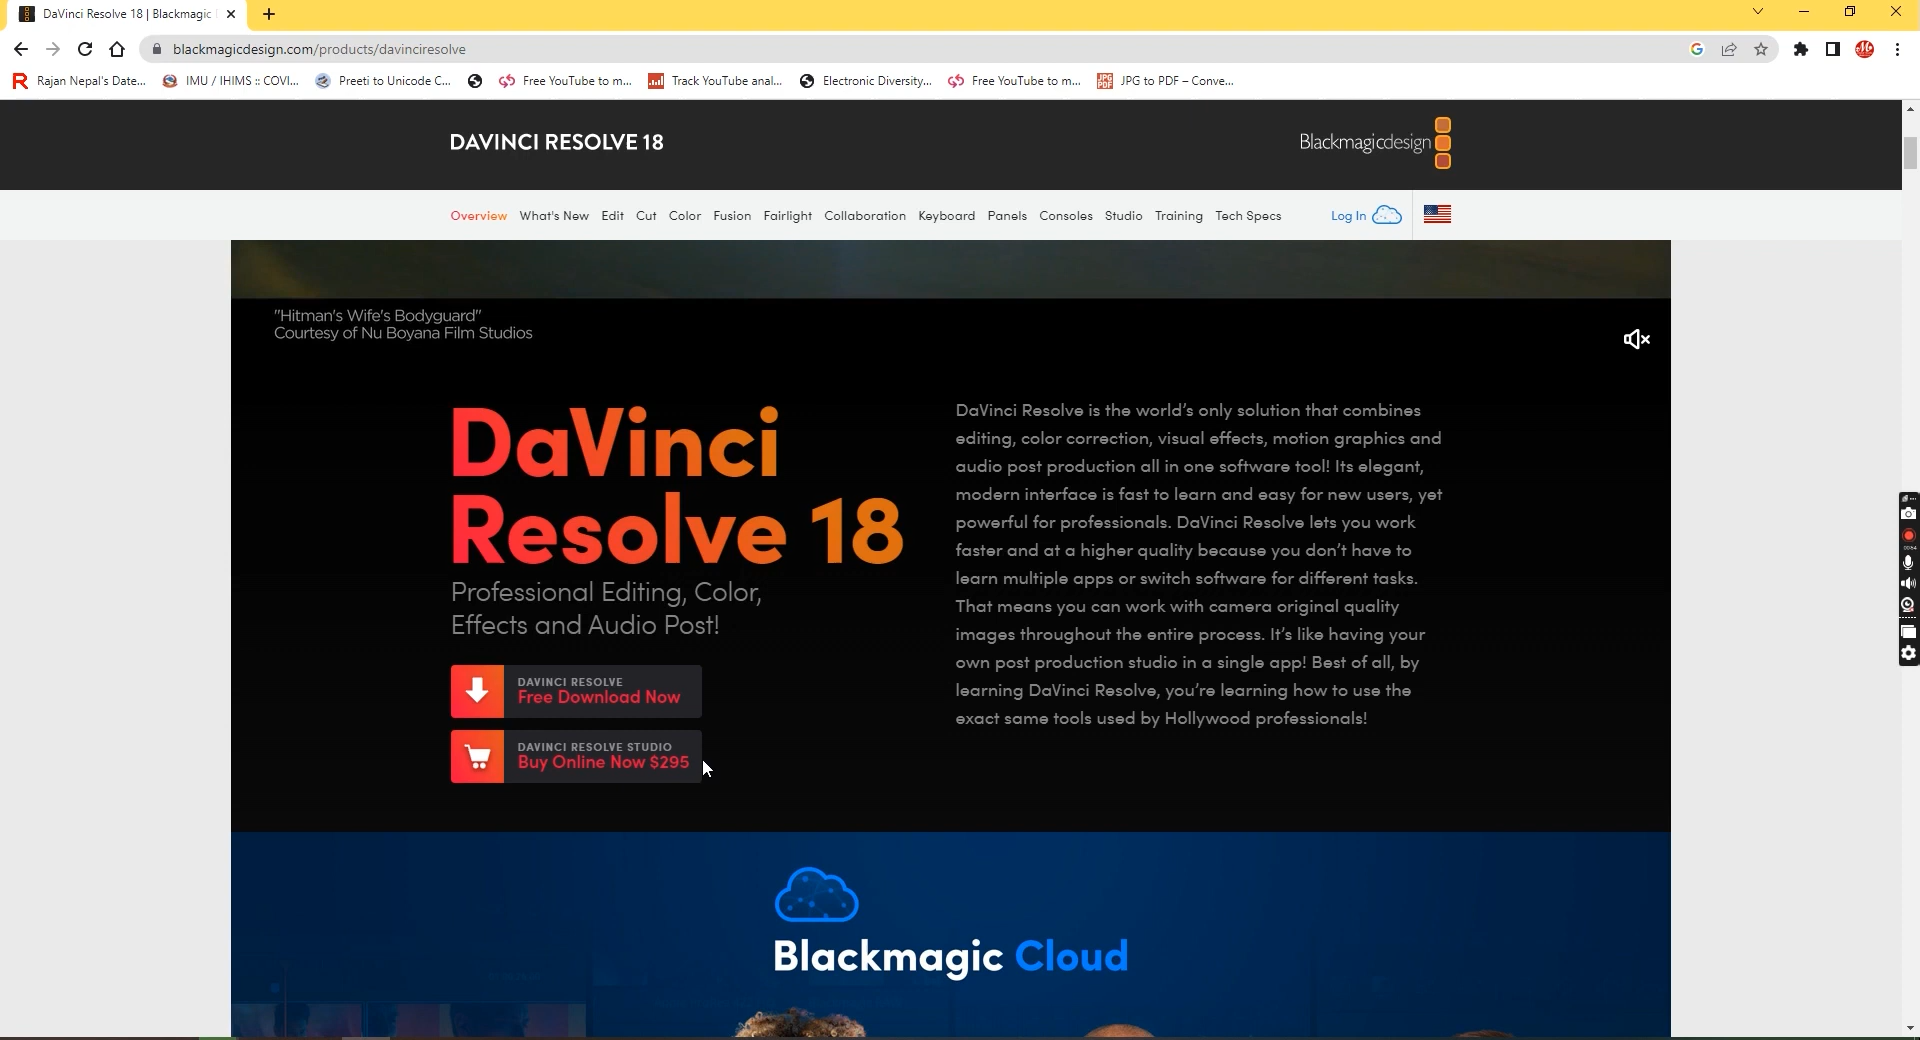 DaVinci Resolve 18 | Blackmagic
blackmagicdesign.com/products/davinciresolve
Rajan Nepal's Date...
IMU / IHIMS :: COVI...
Preeti to Unicode C...
Free YouTube to m...
Track YouTube anal...
Electronic Diversity...
Free YouTube to m...
JPG to PDF – Conve...
DAVINCI RESOLVE 18
Blackmagicdesign
Overview What's New Edit Cut Color Fusion Fairlight Collaboration Keyboard Panels Consoles Studio Training Tech Specs Log In
"Hitman's Wife's Bodyguard"
Courtesy of Nu Boyana Film Studios
DaVinci
Resolve 18
Professional Editing, Color,
Effects and Audio Post!
DAVINCI RESOLVE
Free Download Now
DAVINCI RESOLVE STUDIO
Buy Online Now $295
DaVinci Resolve is the world's only solution that combines
editing, color correction, visual effects, motion graphics and
audio post production all in one software tool! Its elegant,
modern interface is fast to learn and easy for new users, yet
powerful for professionals. DaVinci Resolve lets you work
faster and at a higher quality because you don't have to
learn multiple apps or switch software for different tasks.
That means you can work with camera original quality
images throughout the entire process. It's like having your
own post production studio in a single app! Best of all, by
learning DaVinci Resolve, you're learning how to use the
exact same tools used by Hollywood professionals!
Blackmagic Cloud